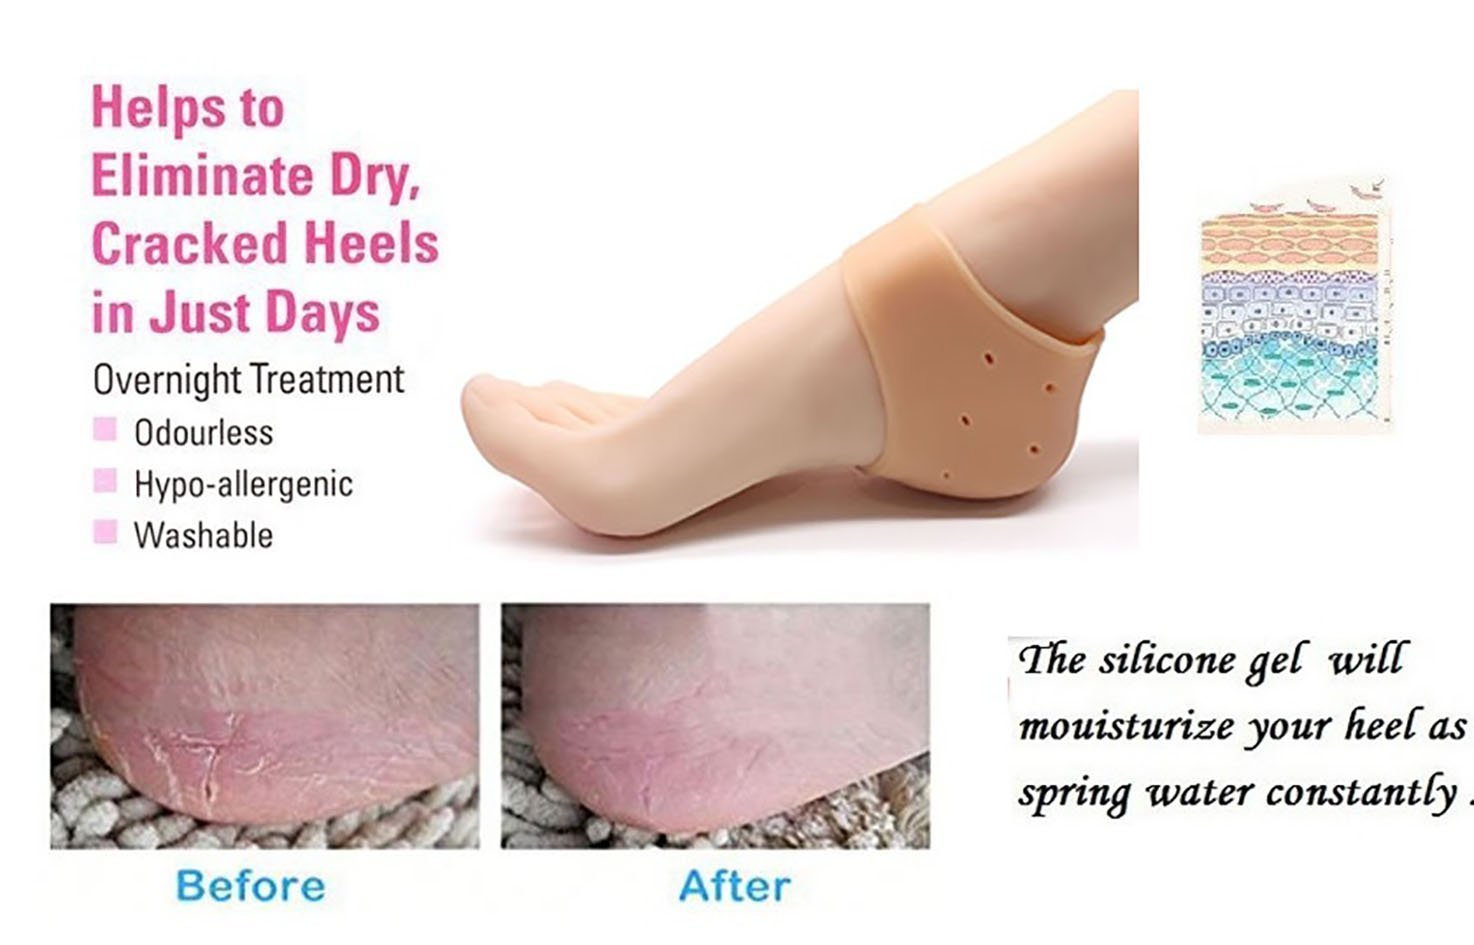 Helps to
Eliminate Dry,
Cracked Heels
in Just Days
Overnight Treatment
Odourless
Hypo-allergenic
Washable
Before
After
The silicone gel will
mouisturize your heel as
spring water constantly .